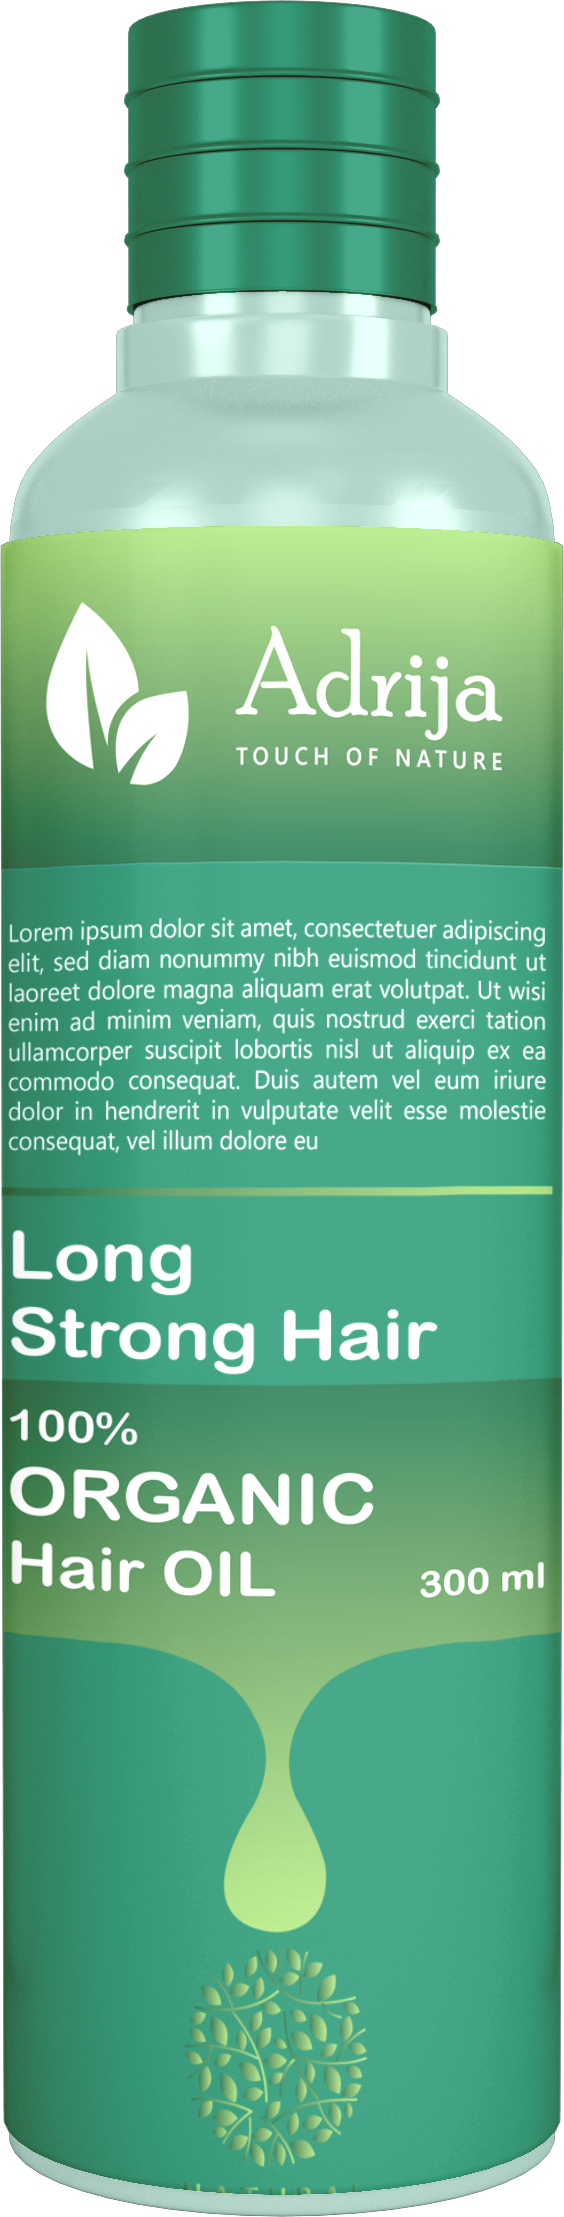 Adrija
TOUCH OF NATURE
Lorem ipsum dolor sit amet, consectetuer adipiscing
elit, sed diam nonummy nibh euismod tincidunt ut
laoreet dolore magna aliquam erat volutpat. Ut wisi
enim ad minim veniam, quis nostrud exerci tation
ullamcorper suscipit lobortis nisl ut aliquip ex ea
commodo consequat. Duis autem vel eum iriure
dolor in hendrerit in vulputate velit esse molestie
consequat, vel illum dolore eu
Long
Strong Hair
100%
ORGANIC
Hair OIL
300 ml